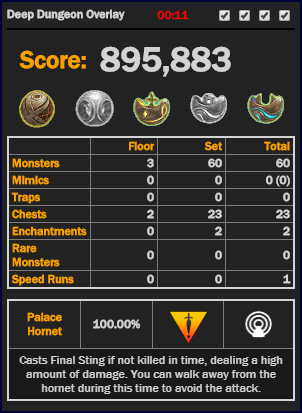 Deep Dungeon Overlay 00:11
Score: 895,883
Floor Set Total
Monsters 3 60 60
Mimics 0 0 0 (0)
Traps 0 0 0
Chests 2 23 23
Enchantments 0 2 2
Rare
Monsters 0 0 0
Speed Runs 0 0 1
Palace
Hornet 100.00%
Casts Final Sting if not killed in time, dealing a high
amount of damage. You can walk away from the
hornet during this time to avoid the attack.